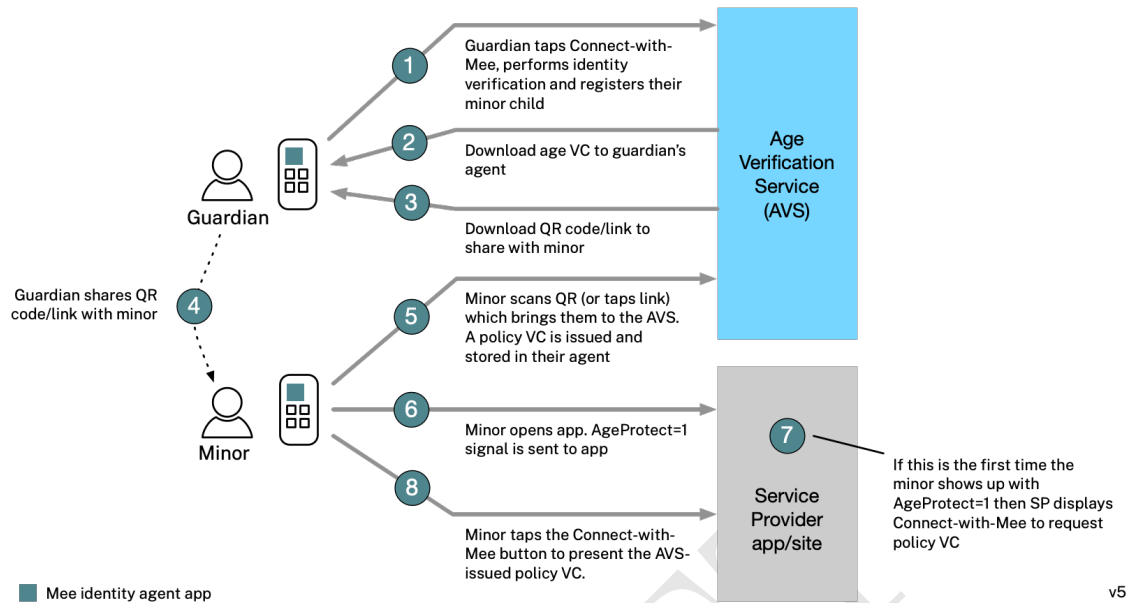 1
Guardian taps Connect-with-
Mee, performs identity
verification and registers their
minor child
2
Download age VC to guardian's
agent
3
Download QR code/link to
share with minor
Age
Verification
Service
(AVS)
Guardian
Guardian shares QR
code/link with minor
4
5
Minor scans QR (or taps link)
which brings them to the AVS.
A policy VC is issued and
stored in their agent
Minor
6
Minor opens app. AgeProtect=1
signal is sent to app
7
If this is the first time the
minor shows up with
AgeProtect=1 then SP displays
Connect-with-Mee to request
policy VC
8
Minor taps the Connect-with-
Mee button to present the AVS-
issued policy VC.
Service
Provider
app/site
Mee identity agent app
v5